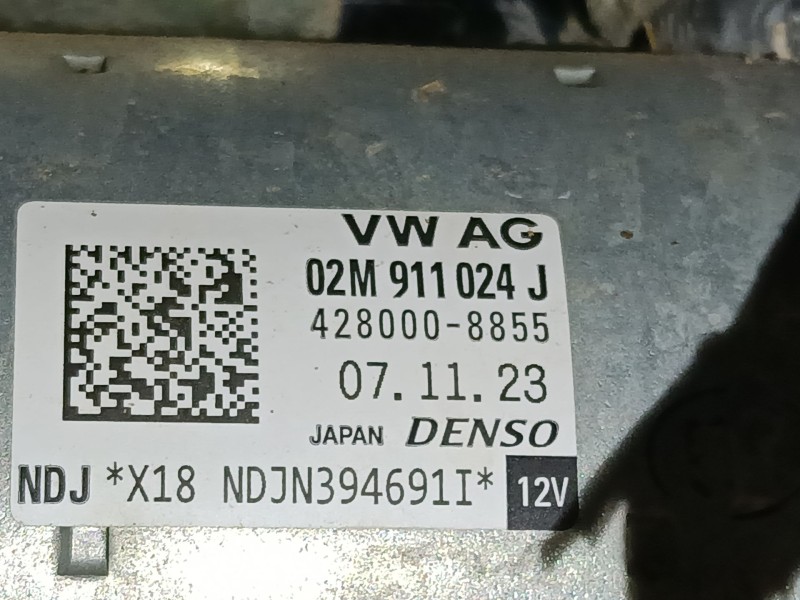 VW AG
02M 911 024 J
428000-8855
07.11.23
JAPAN DENSO
NDJ *X18 NDJN394691I* 12V